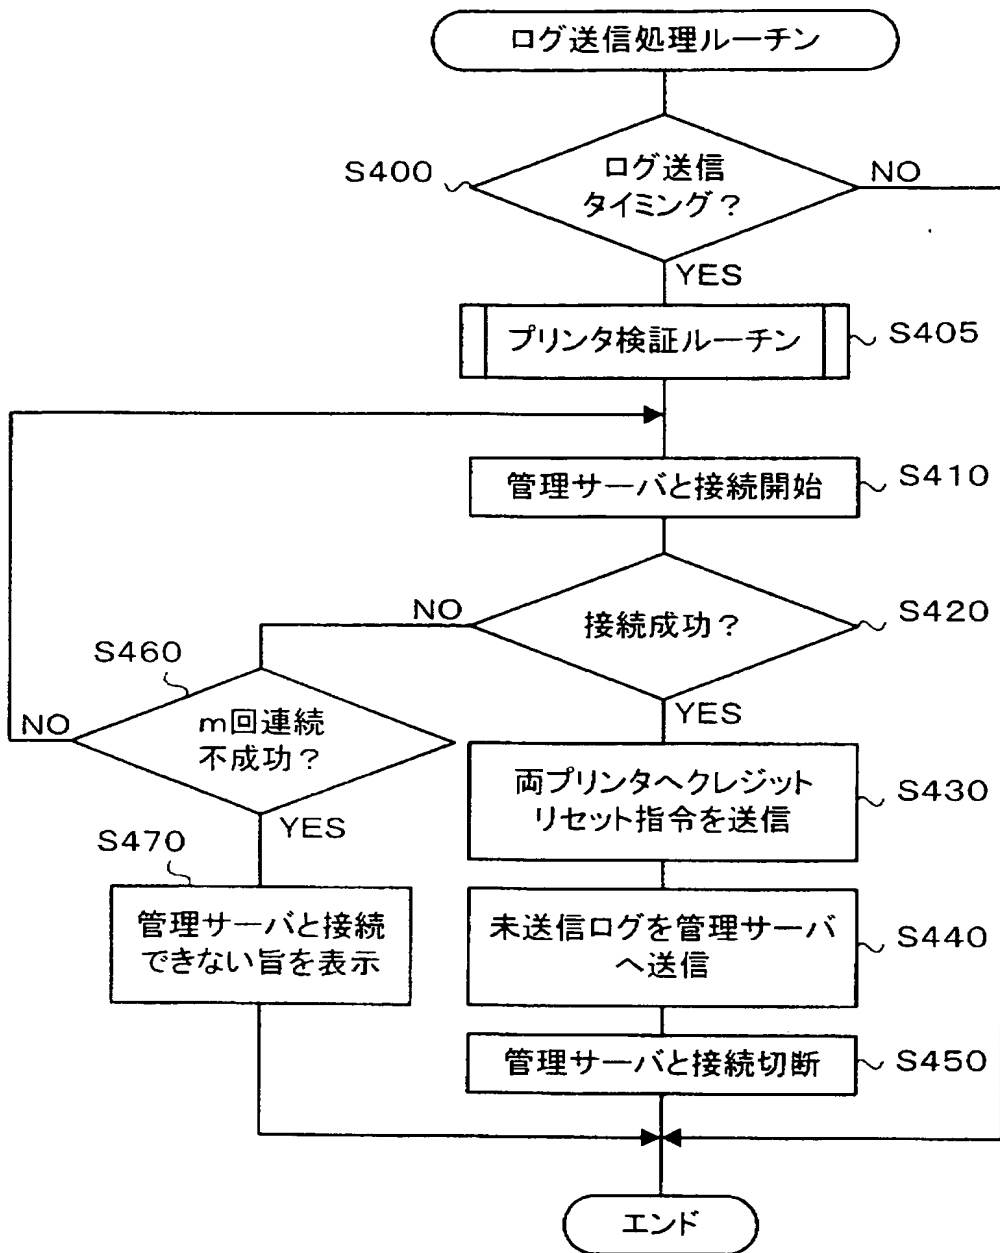 ログ送信処理ルーチン
S400
ログ送信
タイミング?
NO
YES
プリンタ検証ルーチン
S405
管理サーバと接続開始
S410
接続成功?
S420
NO
YES
S460
m回連続
不成功?
NO
YES
両プリンタへクレジット
リセット指令を送信
S430
S470
管理サーバと接続
できない旨を表示
未送信ログを管理サーバ
へ送信
S440
管理サーバと接続切断
S450
エンド